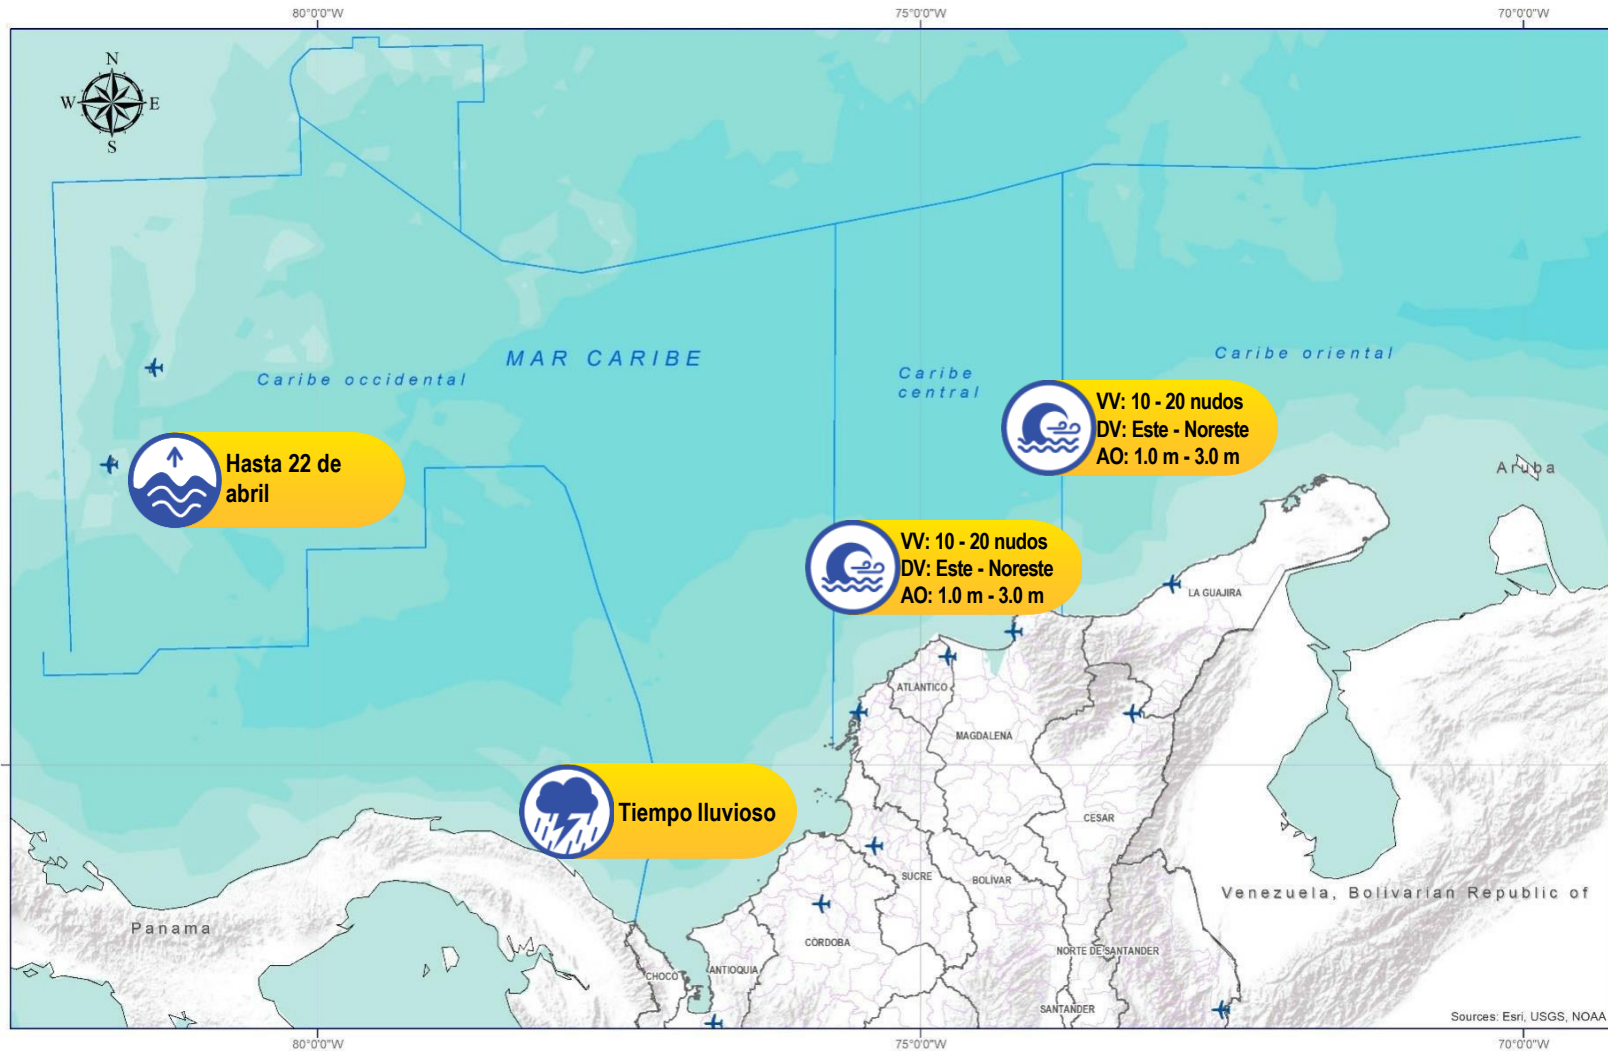 80°0'0"W
75°0'0"W
70°0'0"W
N
W
E
S
MAR CARIBE
Caribe occidental
Caribe
central
Caribe oriental
VV: 10 - 20 nudos
DV: Este - Noreste
AO: 1.0 m - 3.0 m
Hasta 22 de
abril
Aruba
VV: 10 - 20 nudos
DV: Este - Noreste
AO: 1.0 m - 3.0 m
LA GUAJIRA
ATLÁNTICO
MAGDALENA
Tiempo lluvioso
CESAR
SUCRE
BOLÍVAR
Venezuela, Bolivarian Republic of
Panama
CÓRDOBA
NORTE DE SANTANDER
CHOCÓ
ANTIOQUIA
SANTANDER
Sources: Esri, USGS, NOAA
80°0'0"W
75°0'0"W
70°0'0"W